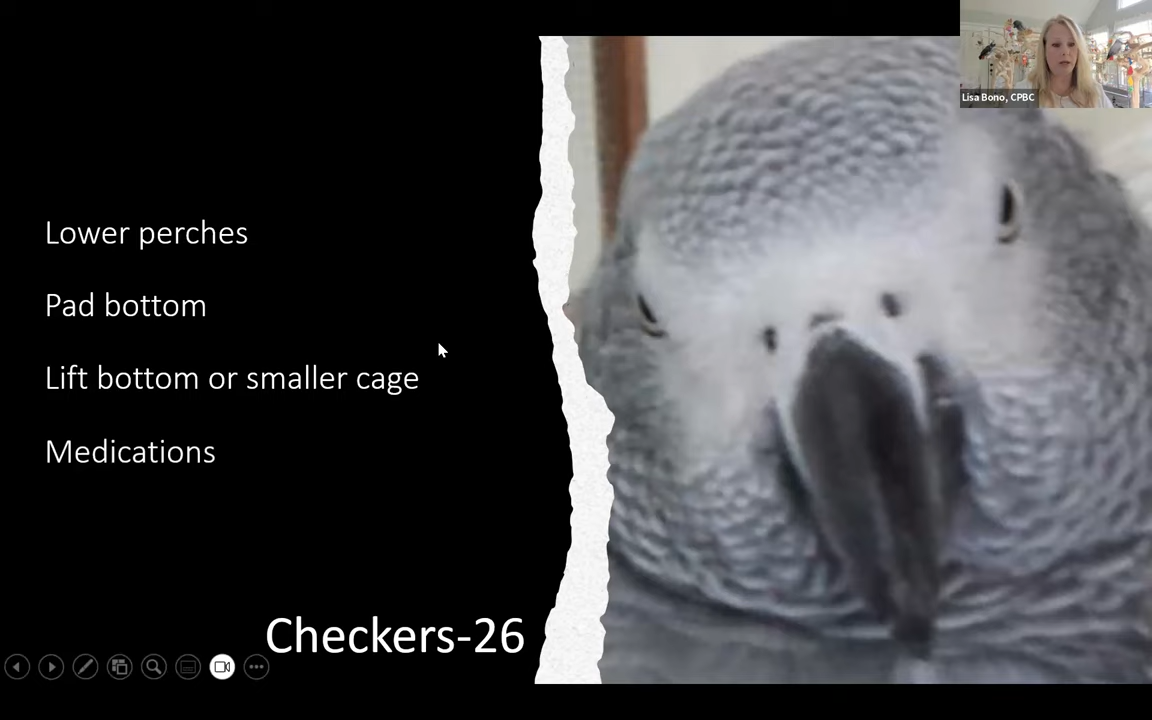 Lisa Bono, CPBC
Lower perches
Pad bottom
Lift bottom or smaller cage
Medications
Checkers-26